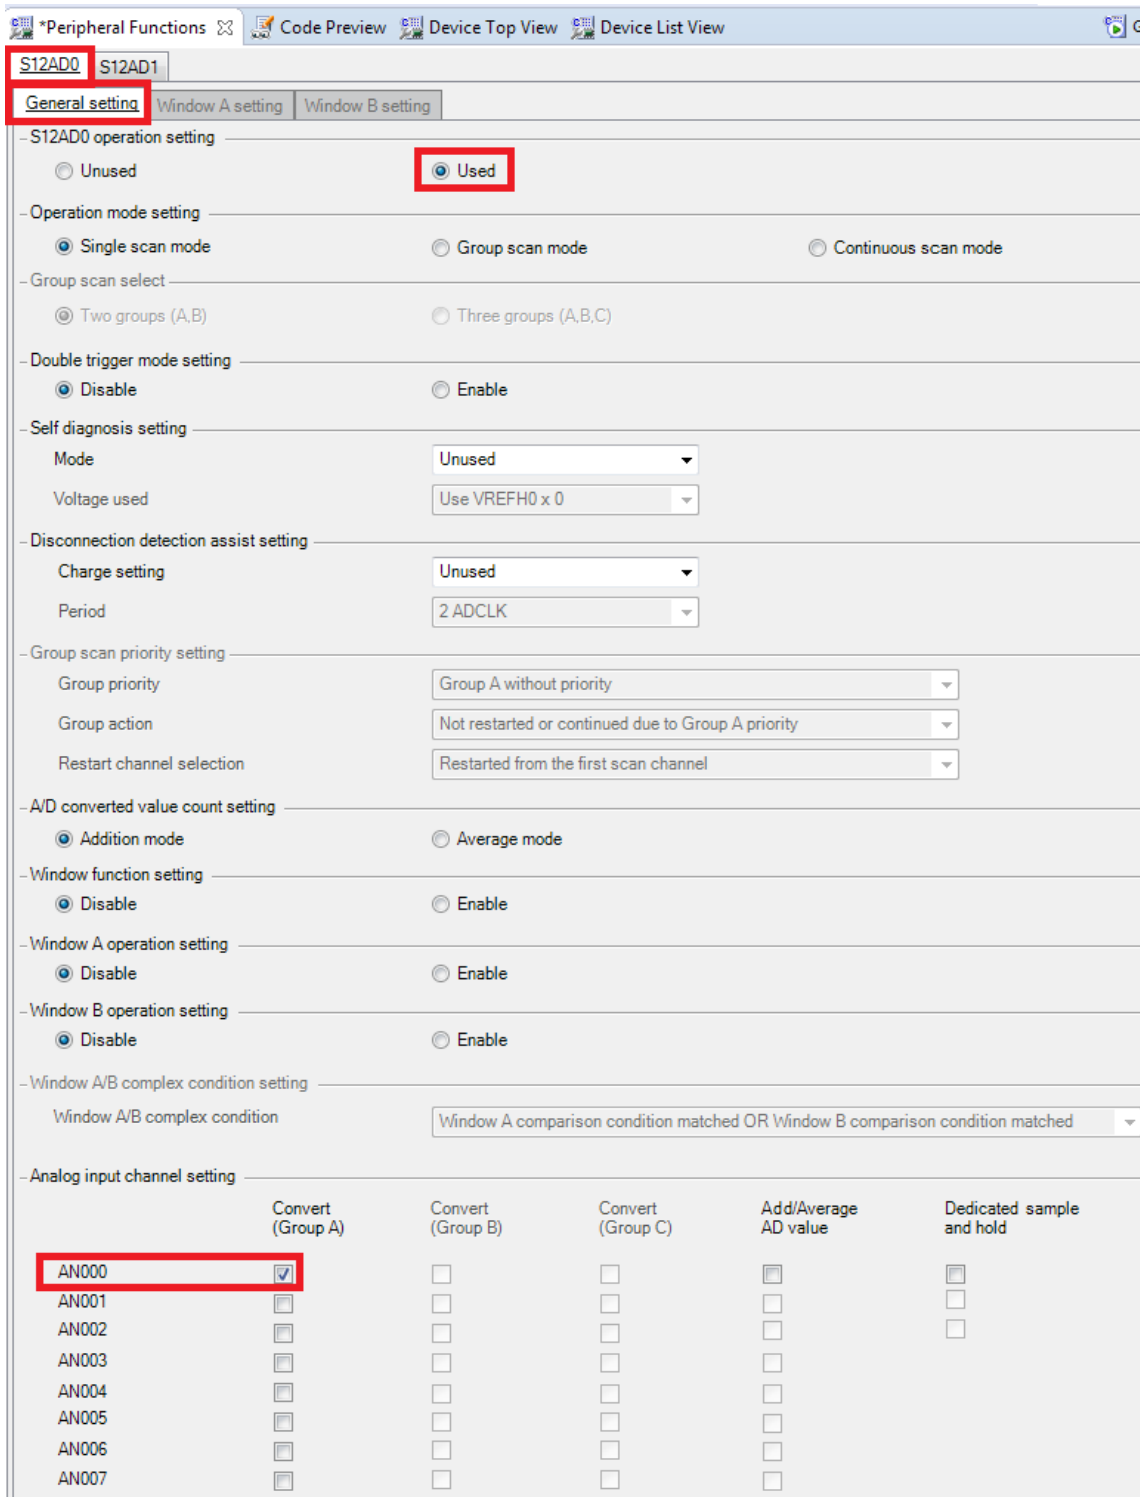 *Peripheral Functions Code Preview Device Top View Device List View
S12AD0 S12AD1
General setting Window A setting Window B setting
S12AD0 operation setting
Unused Used
Operation mode setting
Single scan mode Group scan mode Continuous scan mode
Group scan select
Two groups (A,B) Three groups (A,B,C)
Double trigger mode setting
Disable Enable
Self diagnosis setting
Mode Unused
Voltage used Use VREFH0 x 0
Disconnection detection assist setting
Charge setting Unused
Period 2 ADCLK
Group scan priority setting
Group priority Group A without priority
Group action Not restarted or continued due to Group A priority
Restart channel selection Restarted from the first scan channel
A/D converted value count setting
Addition mode Average mode
Window function setting
Disable Enable
Window A operation setting
Disable Enable
Window B operation setting
Disable Enable
Window A/B complex condition setting
Window A/B complex condition Window A comparison condition matched OR Window B comparison condition matched
Analog input channel setting
Convert Convert Convert Add/Average Dedicated sample
(Group A) (Group B) (Group C) AD value and hold
AN000
AN001
AN002
AN003
AN004
AN005
AN006
AN007